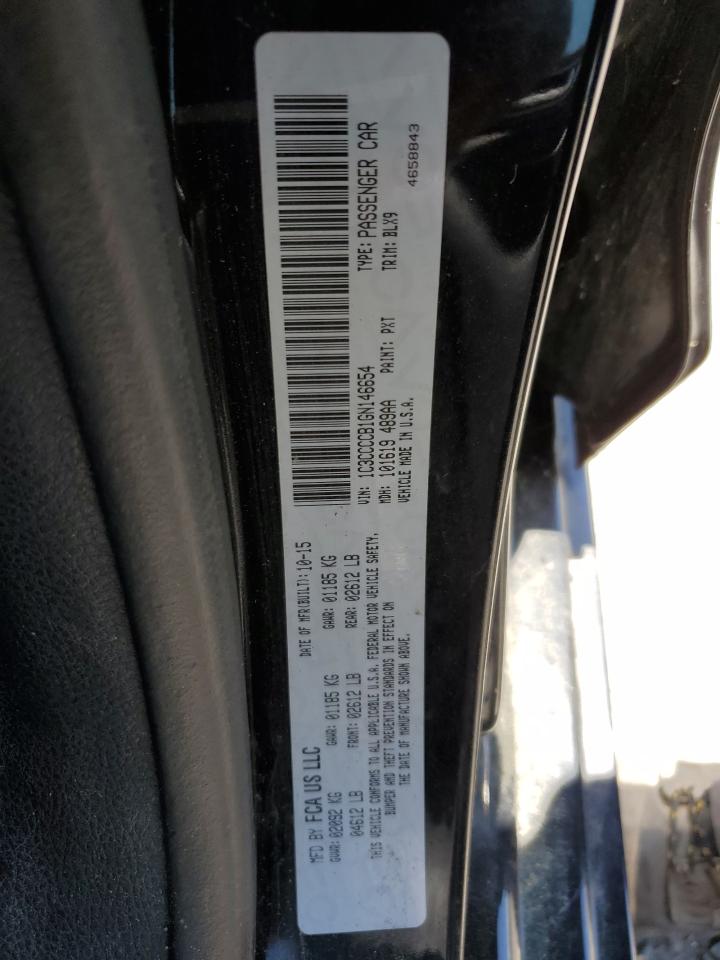 MFD BY FCA US LLC
DATE OF MFR(BUILT): 10-15
GVWR: 02092 KG
GAWR: 01185 KG
GAWR: 01185 KG
04612 LB
FRONT: 02612 LB
REAR: 02612 LB
THIS VEHICLE CONFORMS TO ALL APPLICABLE U.S.A. FEDERAL MOTOR VEHICLE SAFETY,
BUMPER AND THEFT PREVENTION STANDARDS IN EFFECT ON
THE DATE OF MANUFACTURE SHOWN ABOVE.
VIN: 1C3CCCCB1GN146654
TYPE: PASSENGER CAR
MDH: 101619 489AA
PAINT: PXT
TRIM: BLX9
VEHICLE MADE IN U.S.A.
4658843